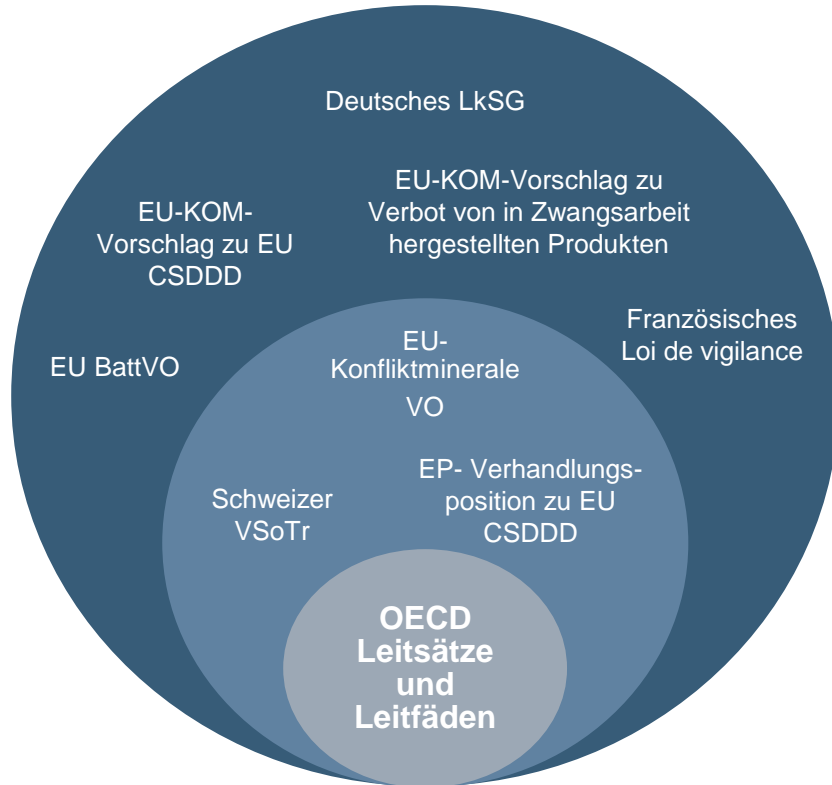 Deutsches LkSG
EU-KOM-
Vorschlag zu EU
CSDDD
EU-KOM-Vorschlag zu
Verbot von in Zwangsarbeit
hergestellten Produkten
EU BattVO
Französisches
Loi de vigilance
EU-
Konfliktminerale
VO
Schweizer
VSoTr
EP- Verhandlungs-
position zu EU
CSDDD
OECD
Leitsätze
und
Leitfäden